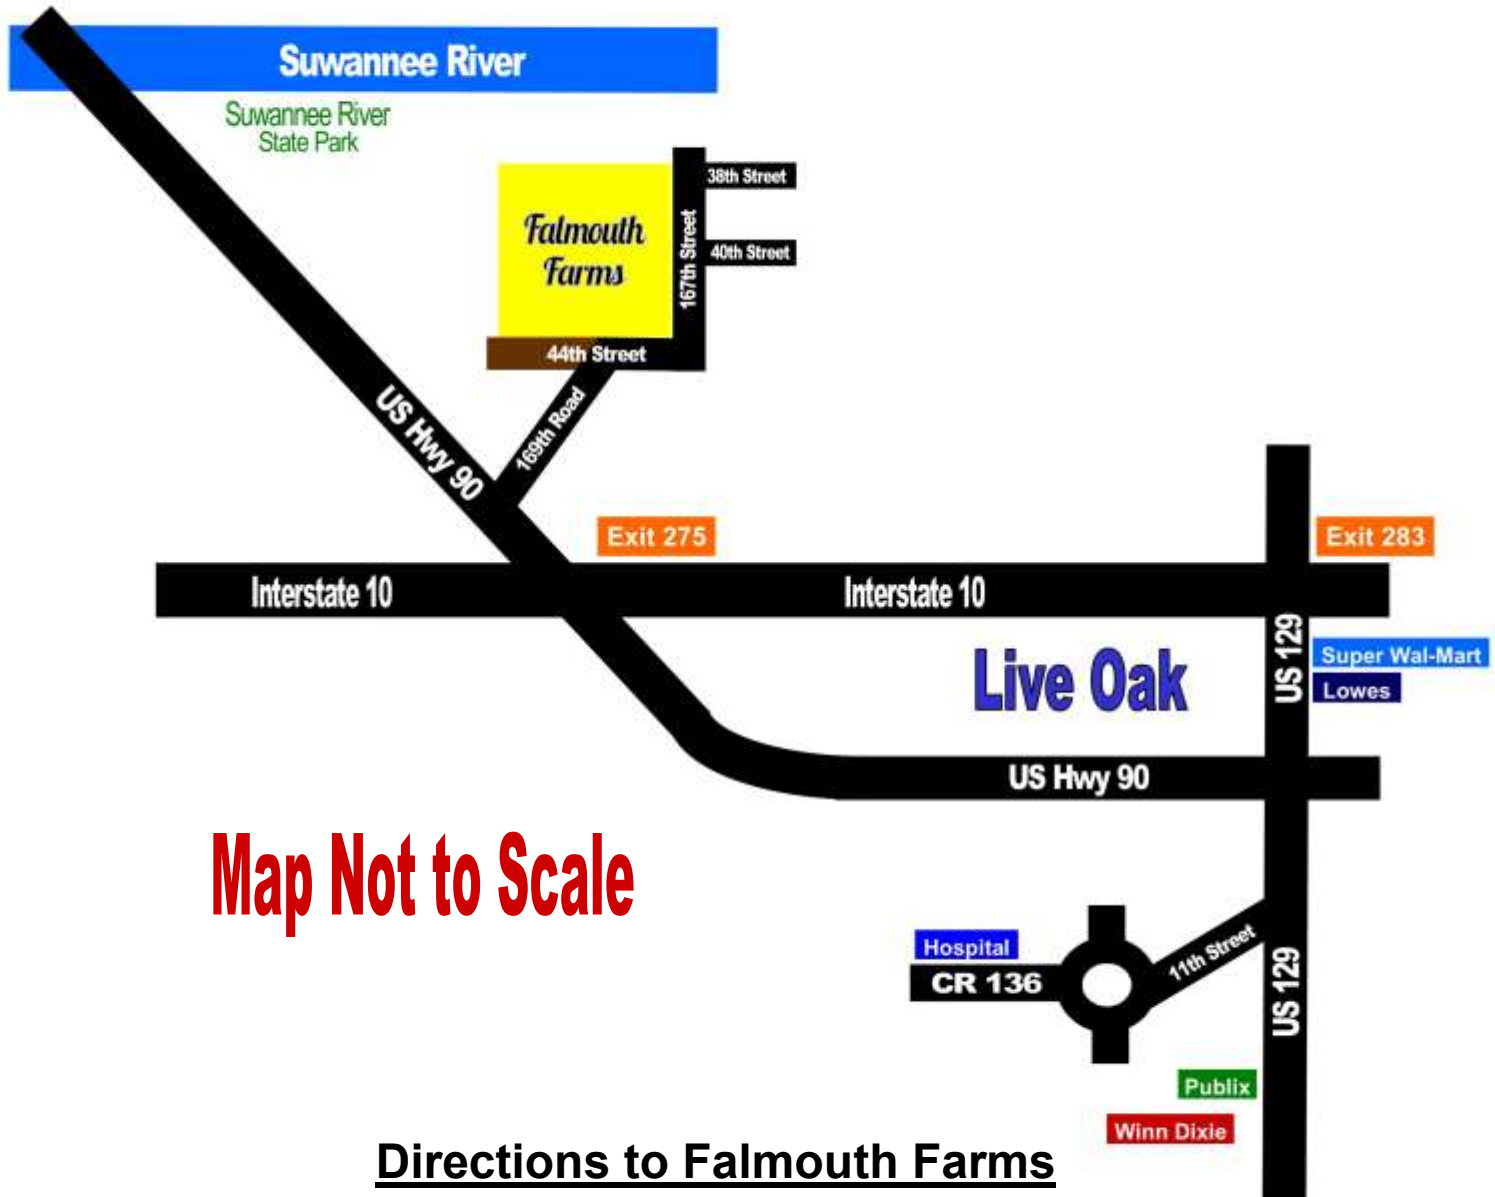 Suwannee River
Suwannee River
State Park
38th Street
Falmouth
Farms
167th Street
40th Street
44th Street
US Hwy 90
169th Road
Exit 275
Exit 283
Interstate 10
Interstate 10
US 129
Super Wal-Mart
Live Oak
Lowes
US Hwy 90
Map Not to Scale
Hospital
11th Street
CR 136
US 129
Publix
Winn Dixie
Directions to Falmouth Farms